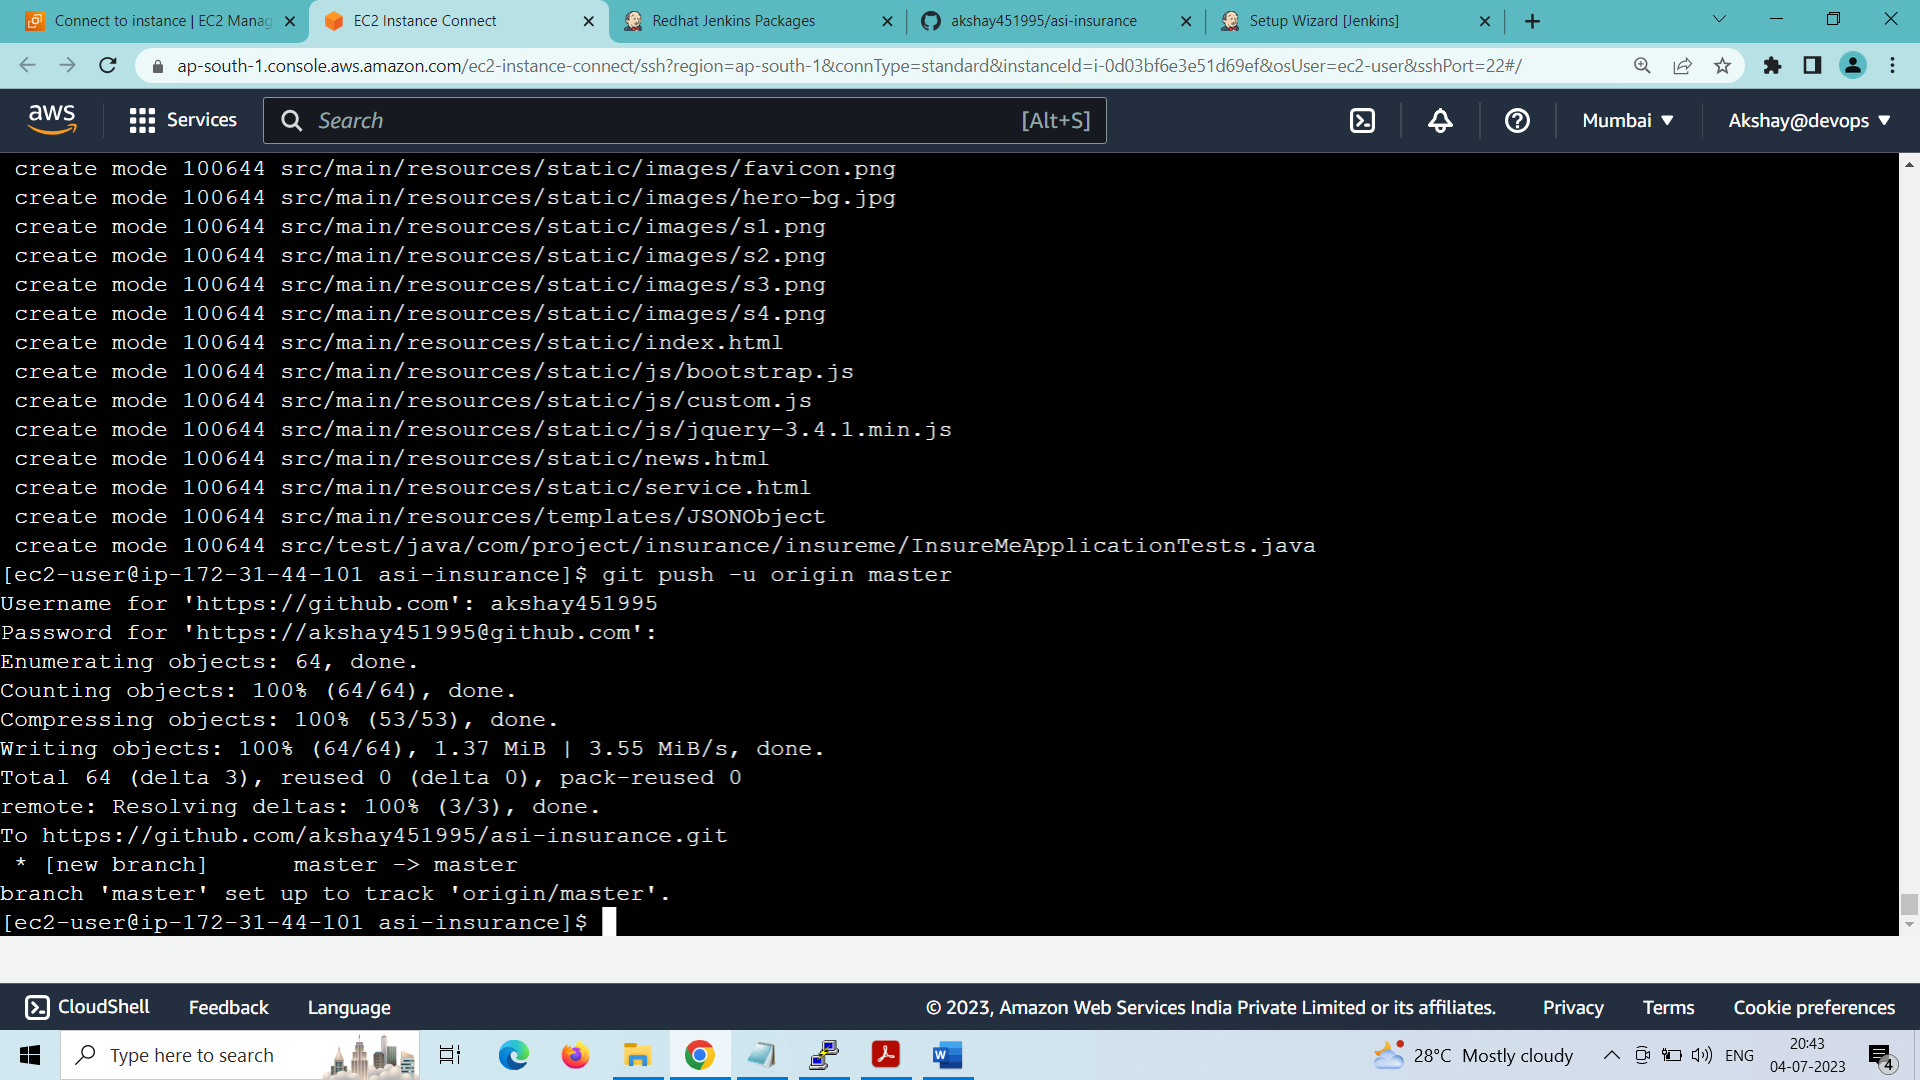 Connect to instance | EC2 Manag
EC2 Instance Connect
Redhat Jenkins Packages
akshay451995/asi-insurance
Setup Wizard [Jenkins]
ap-south-1.console.aws.amazon.com/ec2-instance-connect/ssh?region=ap-south-1&connType=standard&instanceId=i-0d03bf6e3e51d69ef&osUser=ec2-user&sshPort=22#/
aws
Services
Search
[Alt+S]
Mumbai
Akshay@devops
create mode 100644 src/main/resources/static/images/favicon.png
create mode 100644 src/main/resources/static/images/hero-bg.jpg
create mode 100644 src/main/resources/static/images/s1.png
create mode 100644 src/main/resources/static/images/s2.png
create mode 100644 src/main/resources/static/images/s3.png
create mode 100644 src/main/resources/static/images/s4.png
create mode 100644 src/main/resources/static/index.html
create mode 100644 src/main/resources/static/js/bootstrap.js
create mode 100644 src/main/resources/static/js/custom.js
create mode 100644 src/main/resources/static/js/jquery-3.4.1.min.js
create mode 100644 src/main/resources/static/news.html
create mode 100644 src/main/resources/static/service.html
create mode 100644 src/main/resources/templates/JSONObject
create mode 100644 src/test/java/com/project/insurance/insureme/InsureMeApplicationTests.java
[ec2-user@ip-172-31-44-101 asi-insurance]$ git push -u origin master
Username for 'https://github.com': akshay451995
Password for 'https://akshay451995@github.com':
Enumerating objects: 64, done.
Counting objects: 100% (64/64), done.
Compressing objects: 100% (53/53), done.
Writing objects: 100% (64/64), 1.37 MiB | 3.55 MiB/s, done.
Total 64 (delta 3), reused 0 (delta 0), pack-reused 0
remote: Resolving deltas: 100% (3/3), done.
To https://github.com/akshay451995/asi-insurance.git
* [new branch]      master -> master
branch 'master' set up to track 'origin/master'.
[ec2-user@ip-172-31-44-101 asi-insurance]$
CloudShell
Feedback
Language
© 2023, Amazon Web Services India Private Limited or its affiliates.
Privacy
Terms
Cookie preferences
Type here to search
28°C Mostly cloudy
ENG
20:43
04-07-2023
4